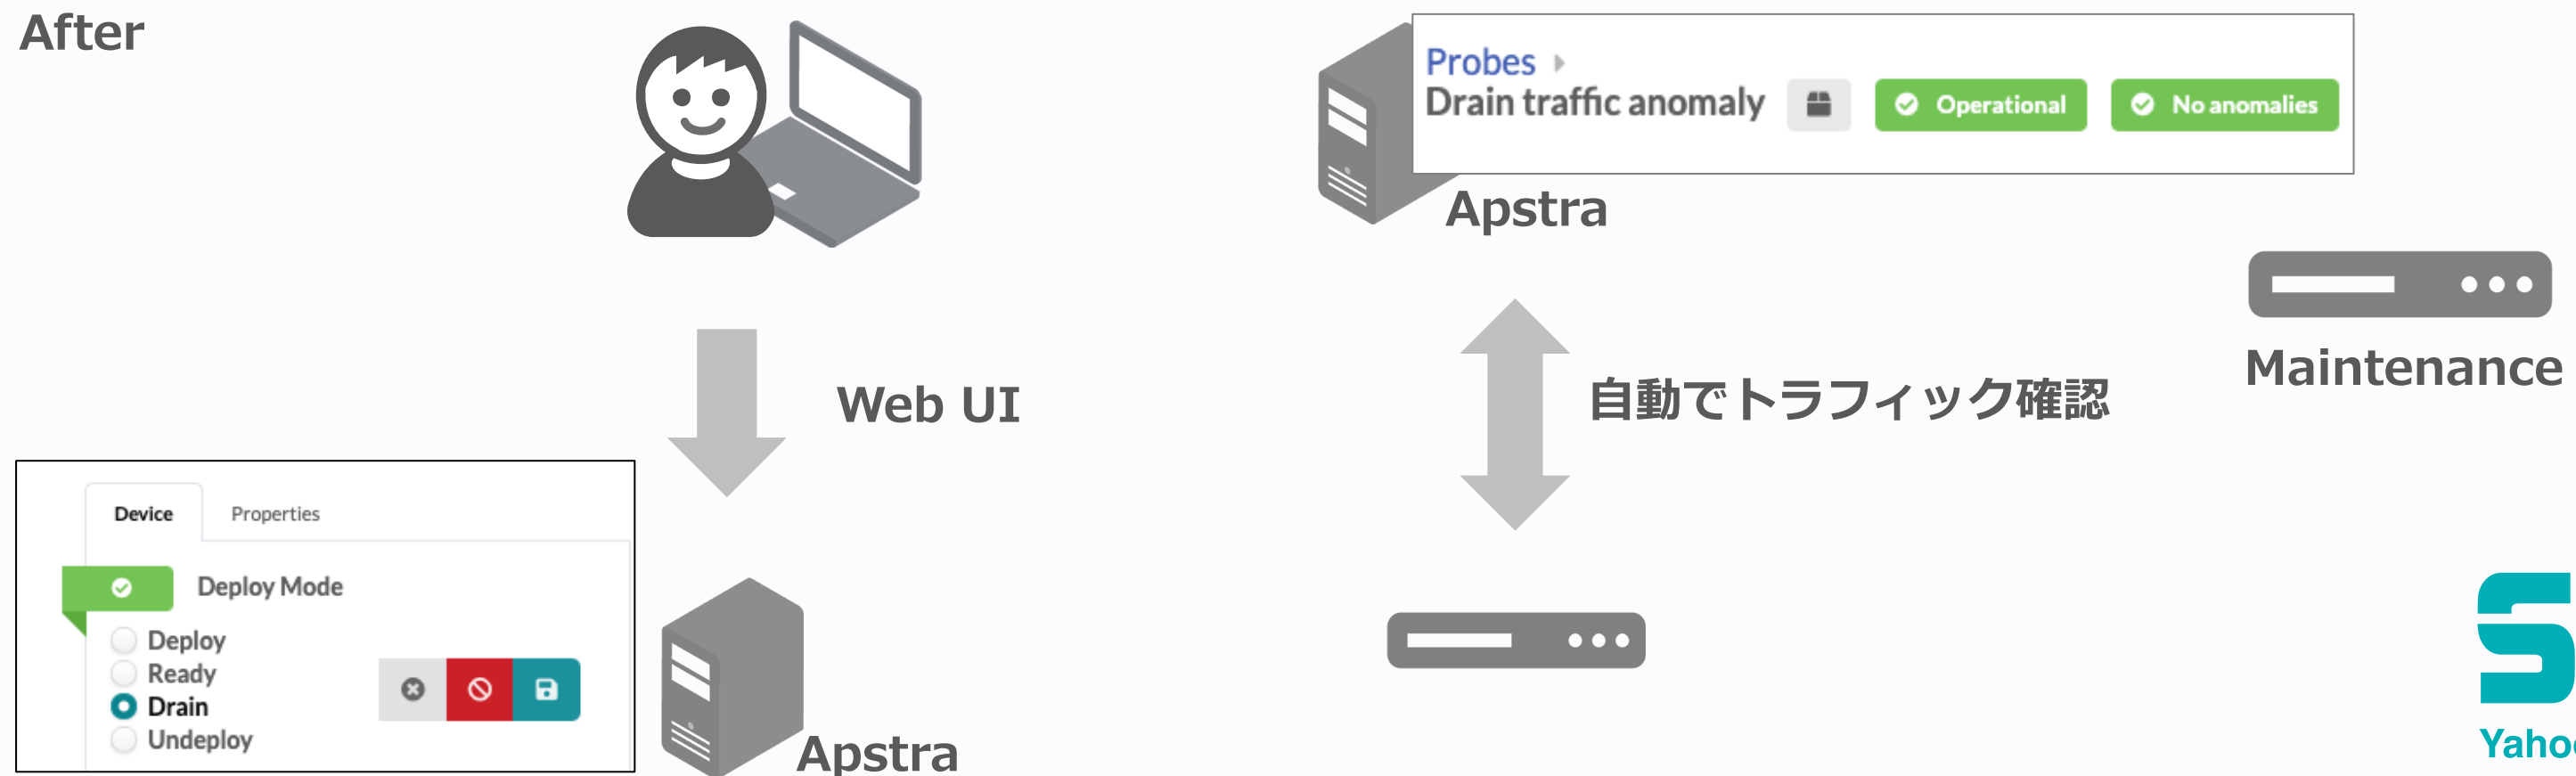 After
Web UI
Device
Properties
Deploy Mode
Deploy
Ready
Drain
Undeploy
Apstra
Probes
Drain traffic anomaly
Operational
No anomalies
Apstra
自動でトラフィック確認
Maintenance